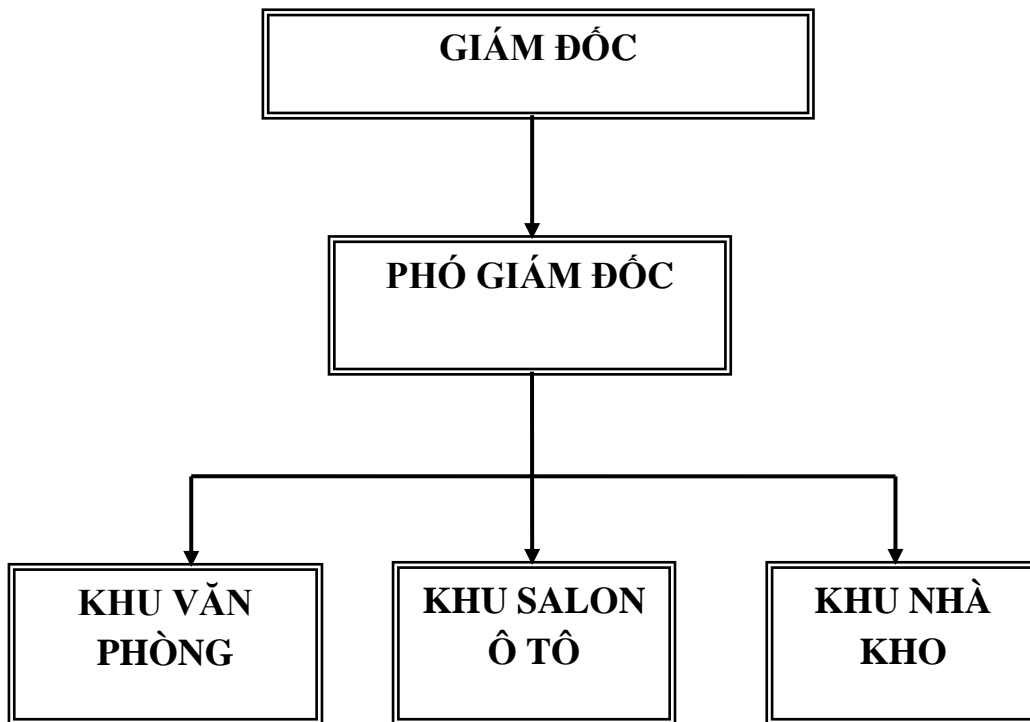 GIÁM ĐỐC
PHÓ GIÁM ĐỐC
KHU VĂN
PHÒNG
KHU SALON
Ô TÔ
KHU NHÀ
KHO